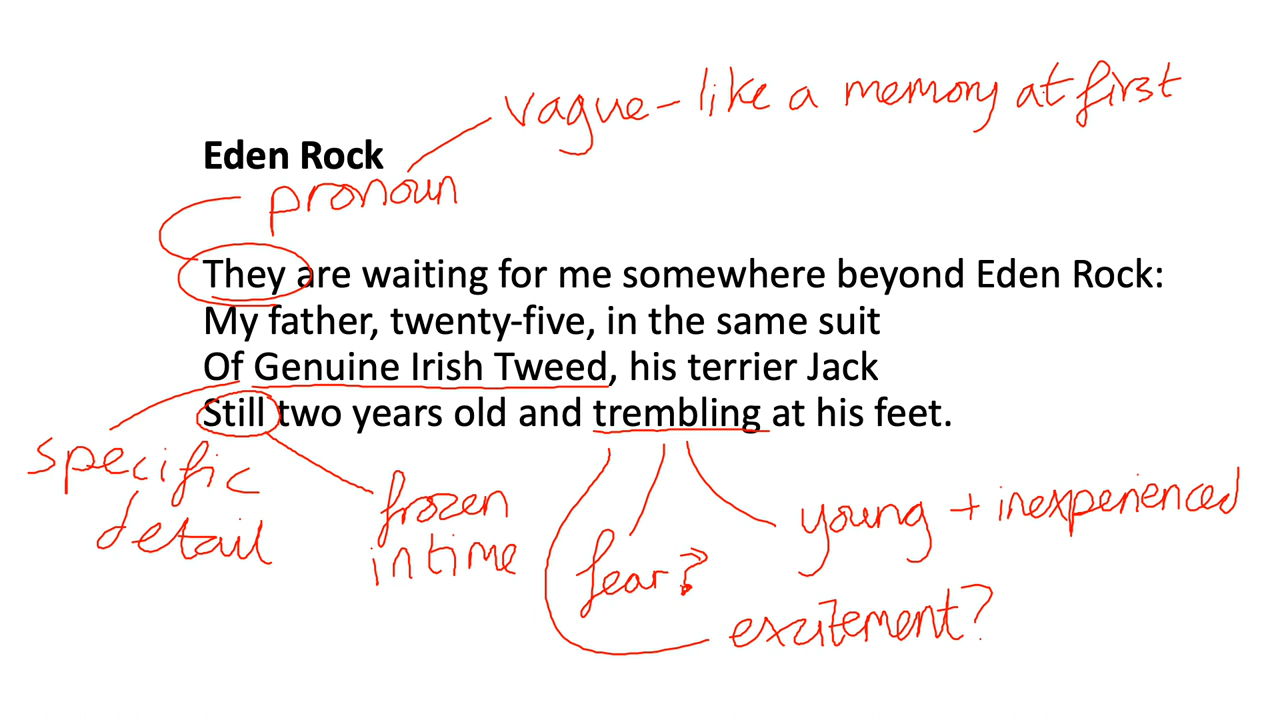 vague - like a memory at first
Eden Rock
pronoun
They are waiting for me somewhere beyond Eden Rock:
My father, twenty-five, in the same suit
Of Genuine Irish Tweed, his terrier Jack
Still two years old and trembling at his feet.
specific
detail
frozen
in time
fear?
young + inexperienced
excitement?